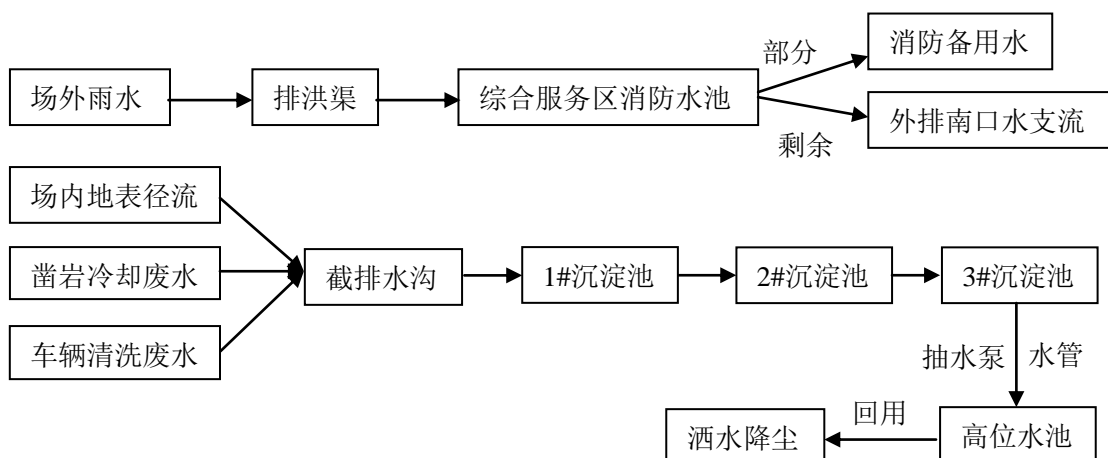 部分
消防备用水
场外雨水
排洪渠
综合服务区消防水池
外排南口水支流
剩余
场内地表径流
凿岩冷却废水
截排水沟
1#沉淀池
2#沉淀池
3#沉淀池
车辆清洗废水
抽水泵
水管
回用
洒水降尘
高位水池